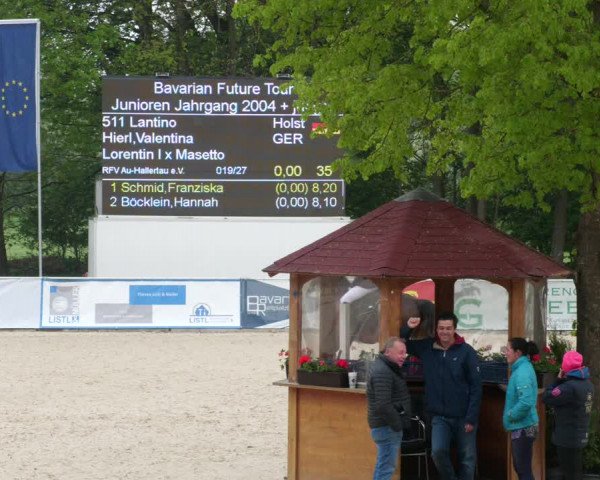 Bavarian Future Tour
Junioren Jahrgang 2004 +
511 Lantino Holst
Hierl,Valentina GER
Lorentin I x Masetto
RFV Au-Hallertau e.V. 019/27 0,00 35
1 Schmid,Franziska (0,00) 8,20
2 Böcklein,Hannah (0,00) 8,10
LISTL
LISTL
BAVARI